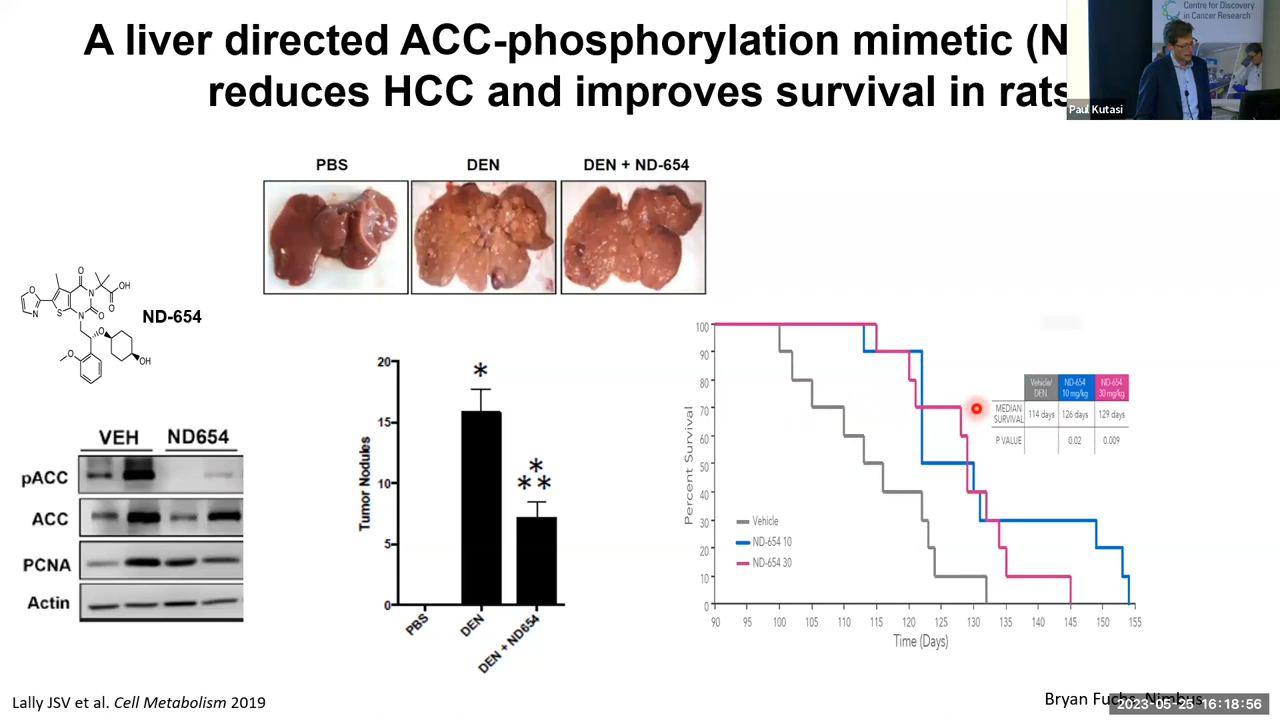 A liver directed ACC-phosphorylation mimetic (N
reduces HCC and improves survival in rats
Centre for Discovery
in Cancer Research
Paul Kutasi
PBS
DEN
DEN + ND-654
O
N
S
O
N
N
O
O
OH
O
O
OH
ND-654
VEH
ND654
pACC
ACC
PCNA
Actin
Tumor Nodules
20
15
10
5
0
*
*
**
PBS
DEN
DEN + ND654
Percent Survival
100
90
80
70
60
50
40
30
20
10
0
Vehicle
ND-654 10
ND-654 30
90 95 100 105 110 115 120 125 130 135 140 145 150 155
Time (Days)
Vehicle/ DEN
ND-654 10 mg/kg
ND-654 30 mg/kg.
MEDIAN SURVIVAL 114 days 126 days 129 days
P VALUE 0.02 0.009
Lally JSV et al. Cell Metabolism 2019
Bryan Fuchs, Nimbus
2023-05-25 16:18:56